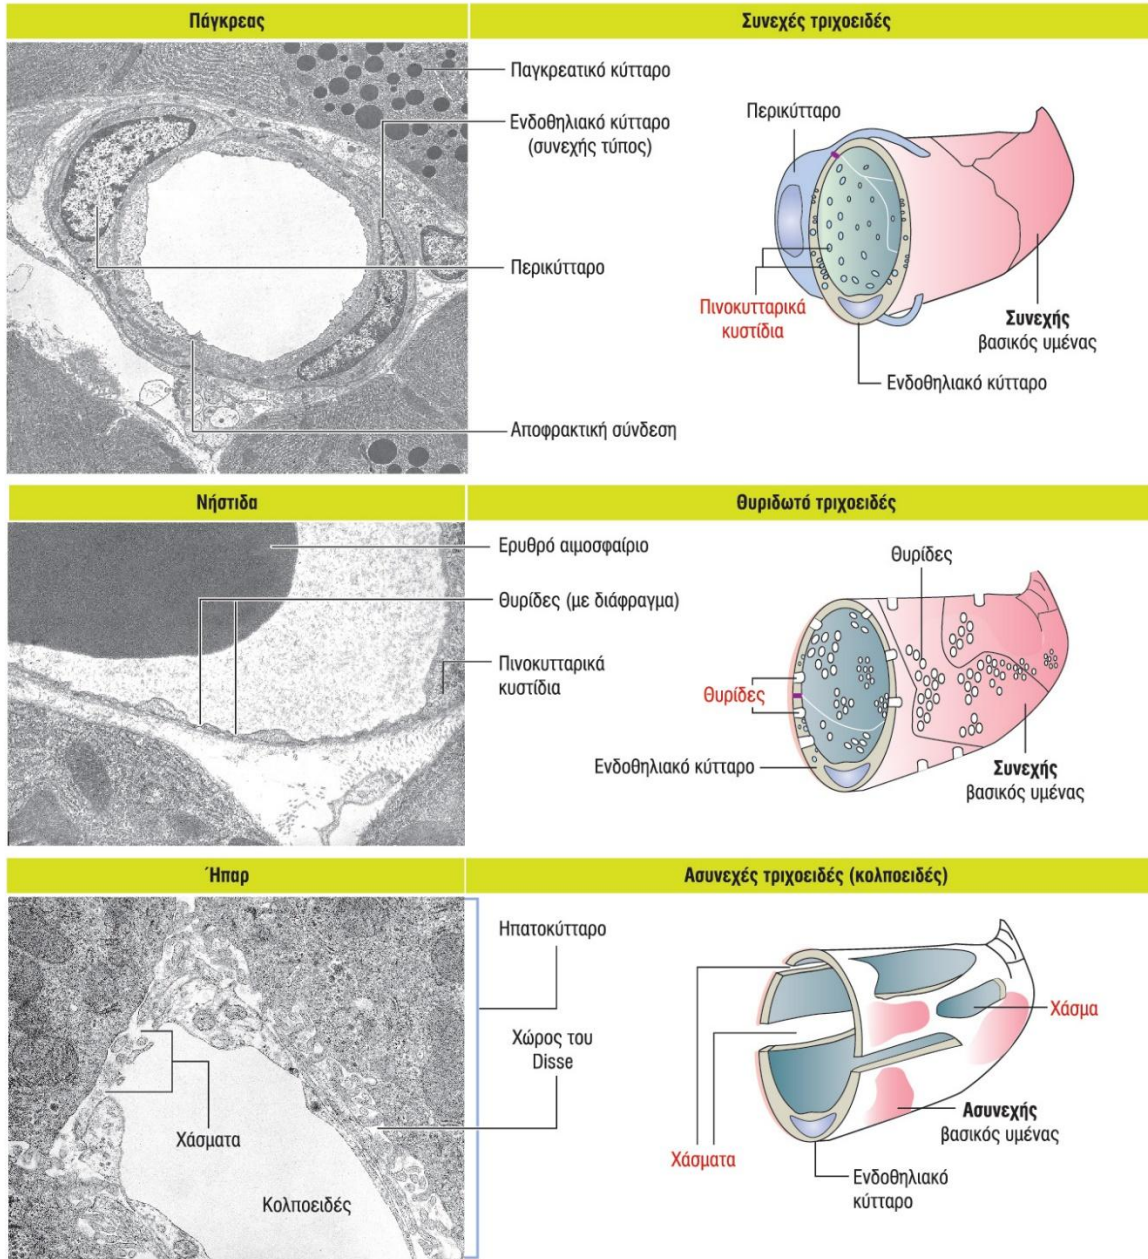 Πάγκρεας
Συνεχές τριχοειδές
Παγκρεατικό κύτταρο
Ενδοθηλιακό κύτταρο
(συνεχής τύπος)
Περικύτταρο
Αποφρακτική σύνδεση
Περικύτταρο
Πινοκυτταρικά
κυστίδια
Συνεχής
βασικός υμένας
Ενδοθηλιακό κύτταρο
Νήστιδα
Θυριδωτό τριχοειδές
Ερυθρό αιμοσφαίριο
Θυρίδες (με διάφραγμα)
Πινοκυτταρικά
κυστίδια
Θυρίδες
Θυρίδες
Ενδοθηλιακό κύτταρο
Συνεχής
βασικός υμένας
Ήπαρ
Ασυνεχές τριχοειδές (κολποειδές)
Ηπατοκύτταρο
Χώρος του
Disse
Χάσματα
Κολποειδές
Χάσμα
Ασυνεχής
βασικός υμένας
Χάσματα
Ενδοθηλιακό
κύτταρο